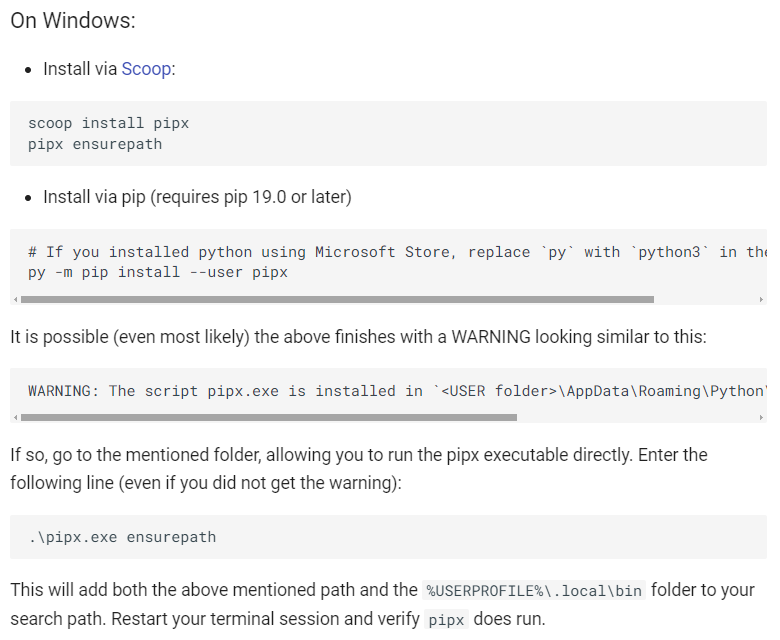 On Windows:
• Install via Scoop:
scoop install pipx
pipx ensurepath
• Install via pip (requires pip 19.0 or later)
# If you installed python using Microsoft Store, replace `py` with `python3` in the
py -m pip install --user pipx
It is possible (even most likely) the above finishes with a WARNING looking similar to this:
WARNING: The script pipx.exe is installed in `<USER folder>\AppData\Roaming\Python\
If so, go to the mentioned folder, allowing you to run the pipx executable directly. Enter the
following line (even if you did not get the warning):
.\pipx.exe ensurepath
This will add both the above mentioned path and the %USERPROFILE%\.local\bin folder to your
search path. Restart your terminal session and verify pipx does run.